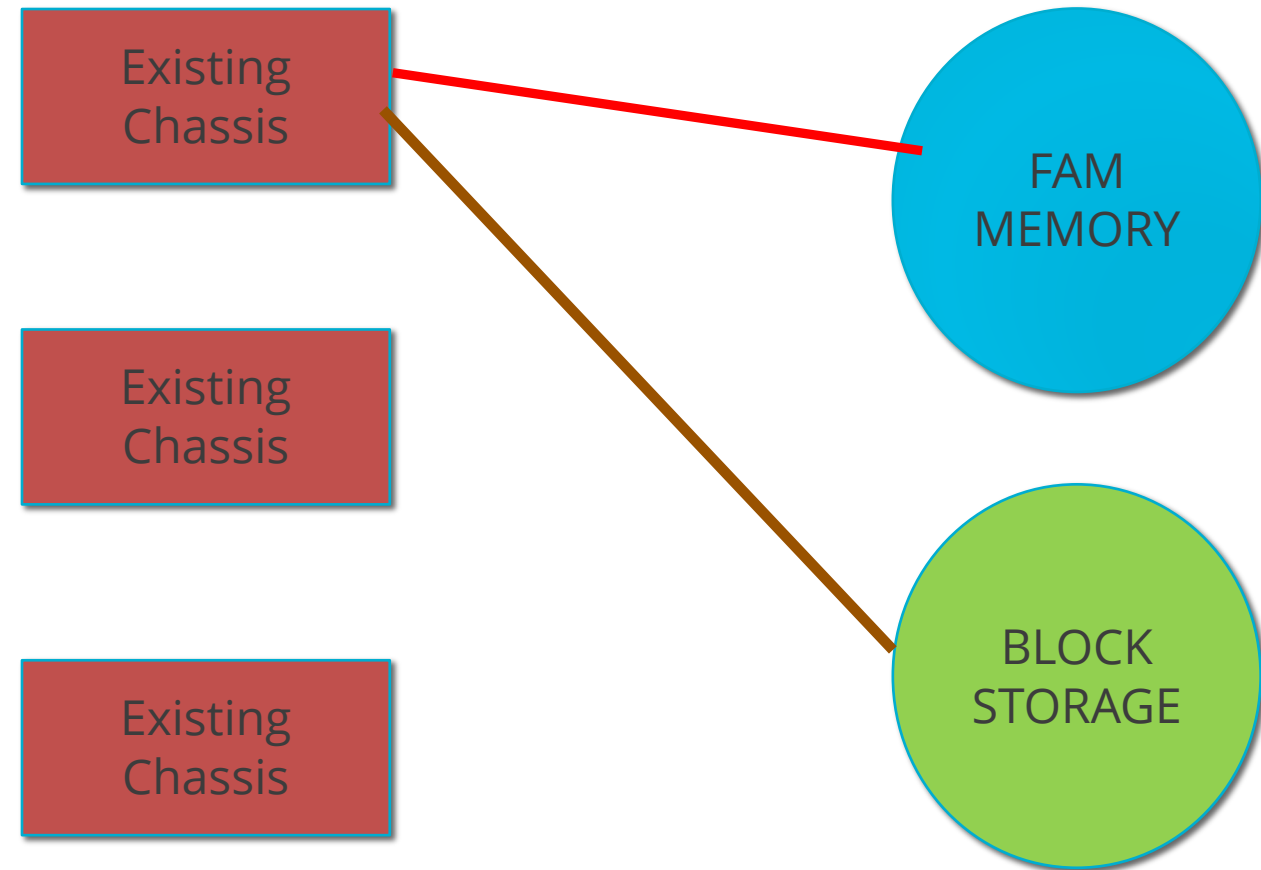 Existing
Chassis
FAM
MEMORY
Existing
Chassis
BLOCK
STORAGE
Existing
Chassis